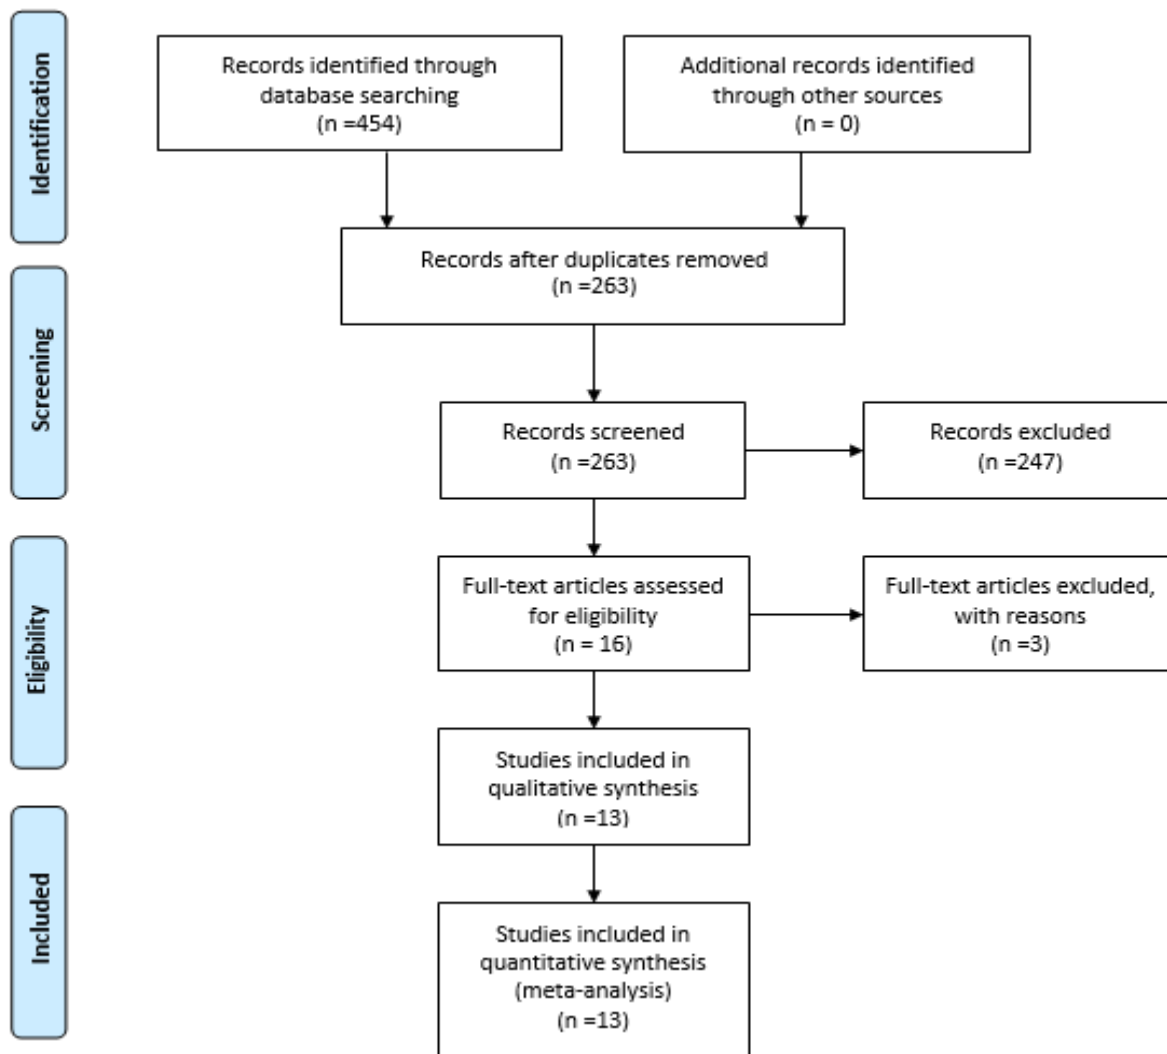 Identification
Records identified through
database searching
(n =454)
Additional records identified
through other sources
(n = 0)
Records after duplicates removed
(n =263)
Screening
Records screened
(n =263)
Records excluded
(n =247)
Eligibility
Full-text articles assessed
for eligibility
(n = 16)
Full-text articles excluded,
with reasons
(n =3)
Studies included in
qualitative synthesis
(n =13)
Included
Studies included in
quantitative synthesis
(meta-analysis)
(n =13)